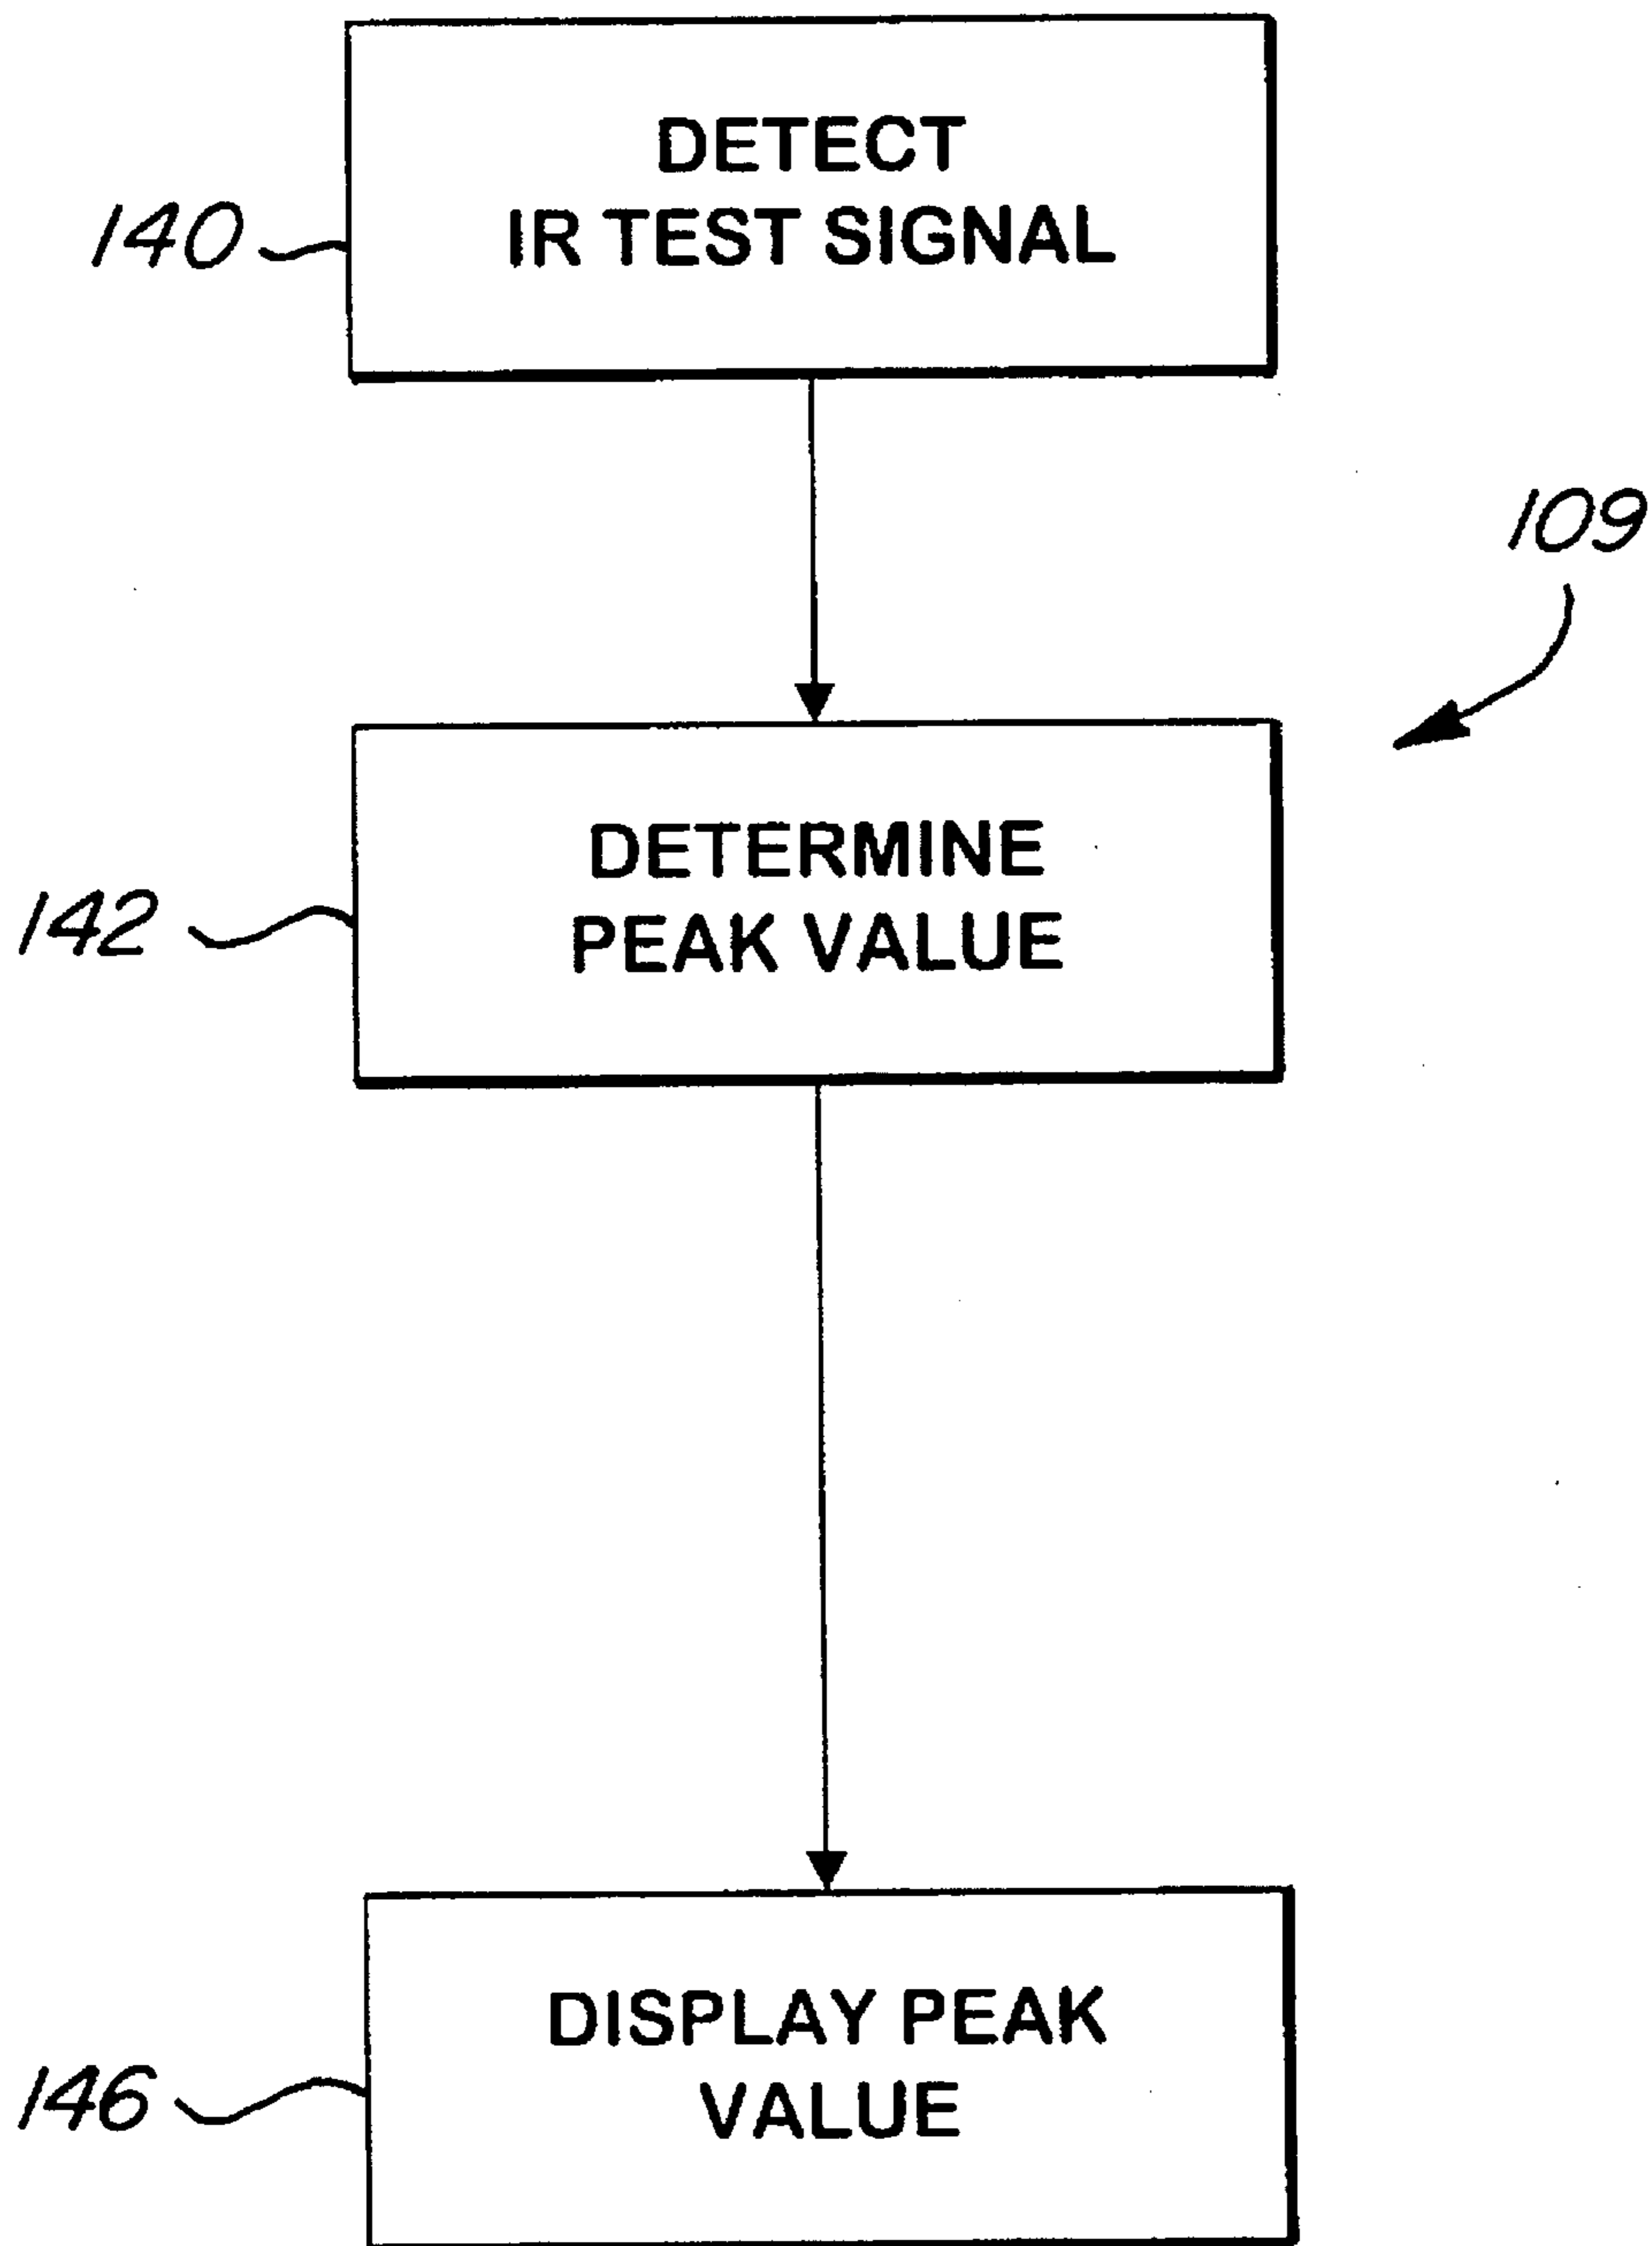 DETECT
IR TEST SIGNAL
140
109
DETERMINE
PEAK VALUE
142
DISPLAY PEAK
VALUE
146